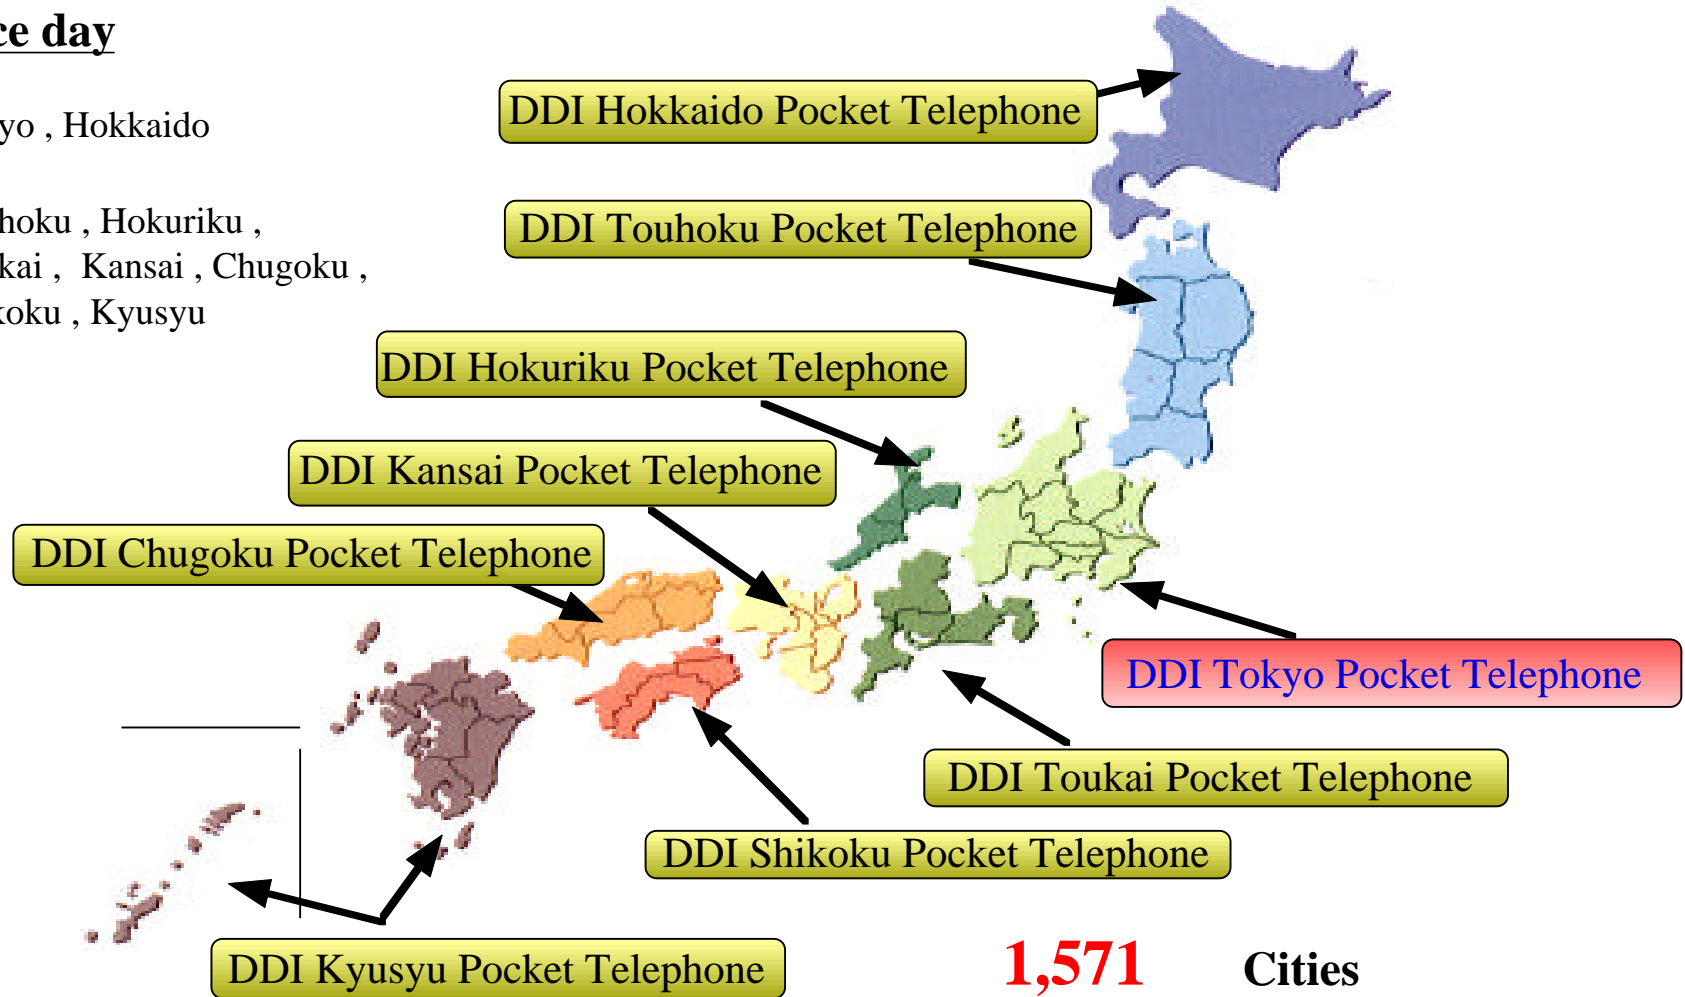 ce day
yo , Hokkaido
hoku , Hokuriku ,
kai , Kansai , Chugoku ,
koku , Kyusyu
DDI Hokkaido Pocket Telephone
DDI Touhoku Pocket Telephone
DDI Hokuriku Pocket Telephone
DDI Kansai Pocket Telephone
DDI Chugoku Pocket Telephone
DDI Tokyo Pocket Telephone
DDI Toukai Pocket Telephone
DDI Shikoku Pocket Telephone
DDI Kyusyu Pocket Telephone
1,571 Cities